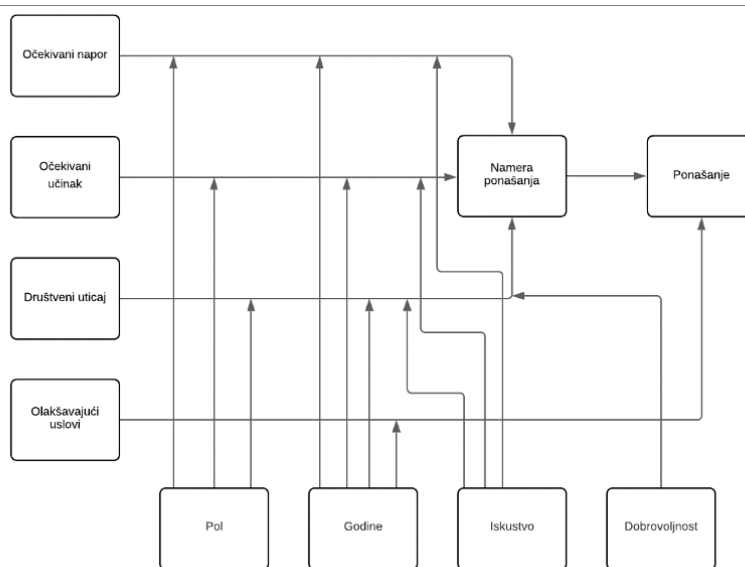 Očekivani napor
Očekivani
učinak
Namera
ponašanja
Ponašanje
Društveni uticaj
Olakšavajući
uslovi
Pol
Godine
Iskustvo
Dobrovoljnost